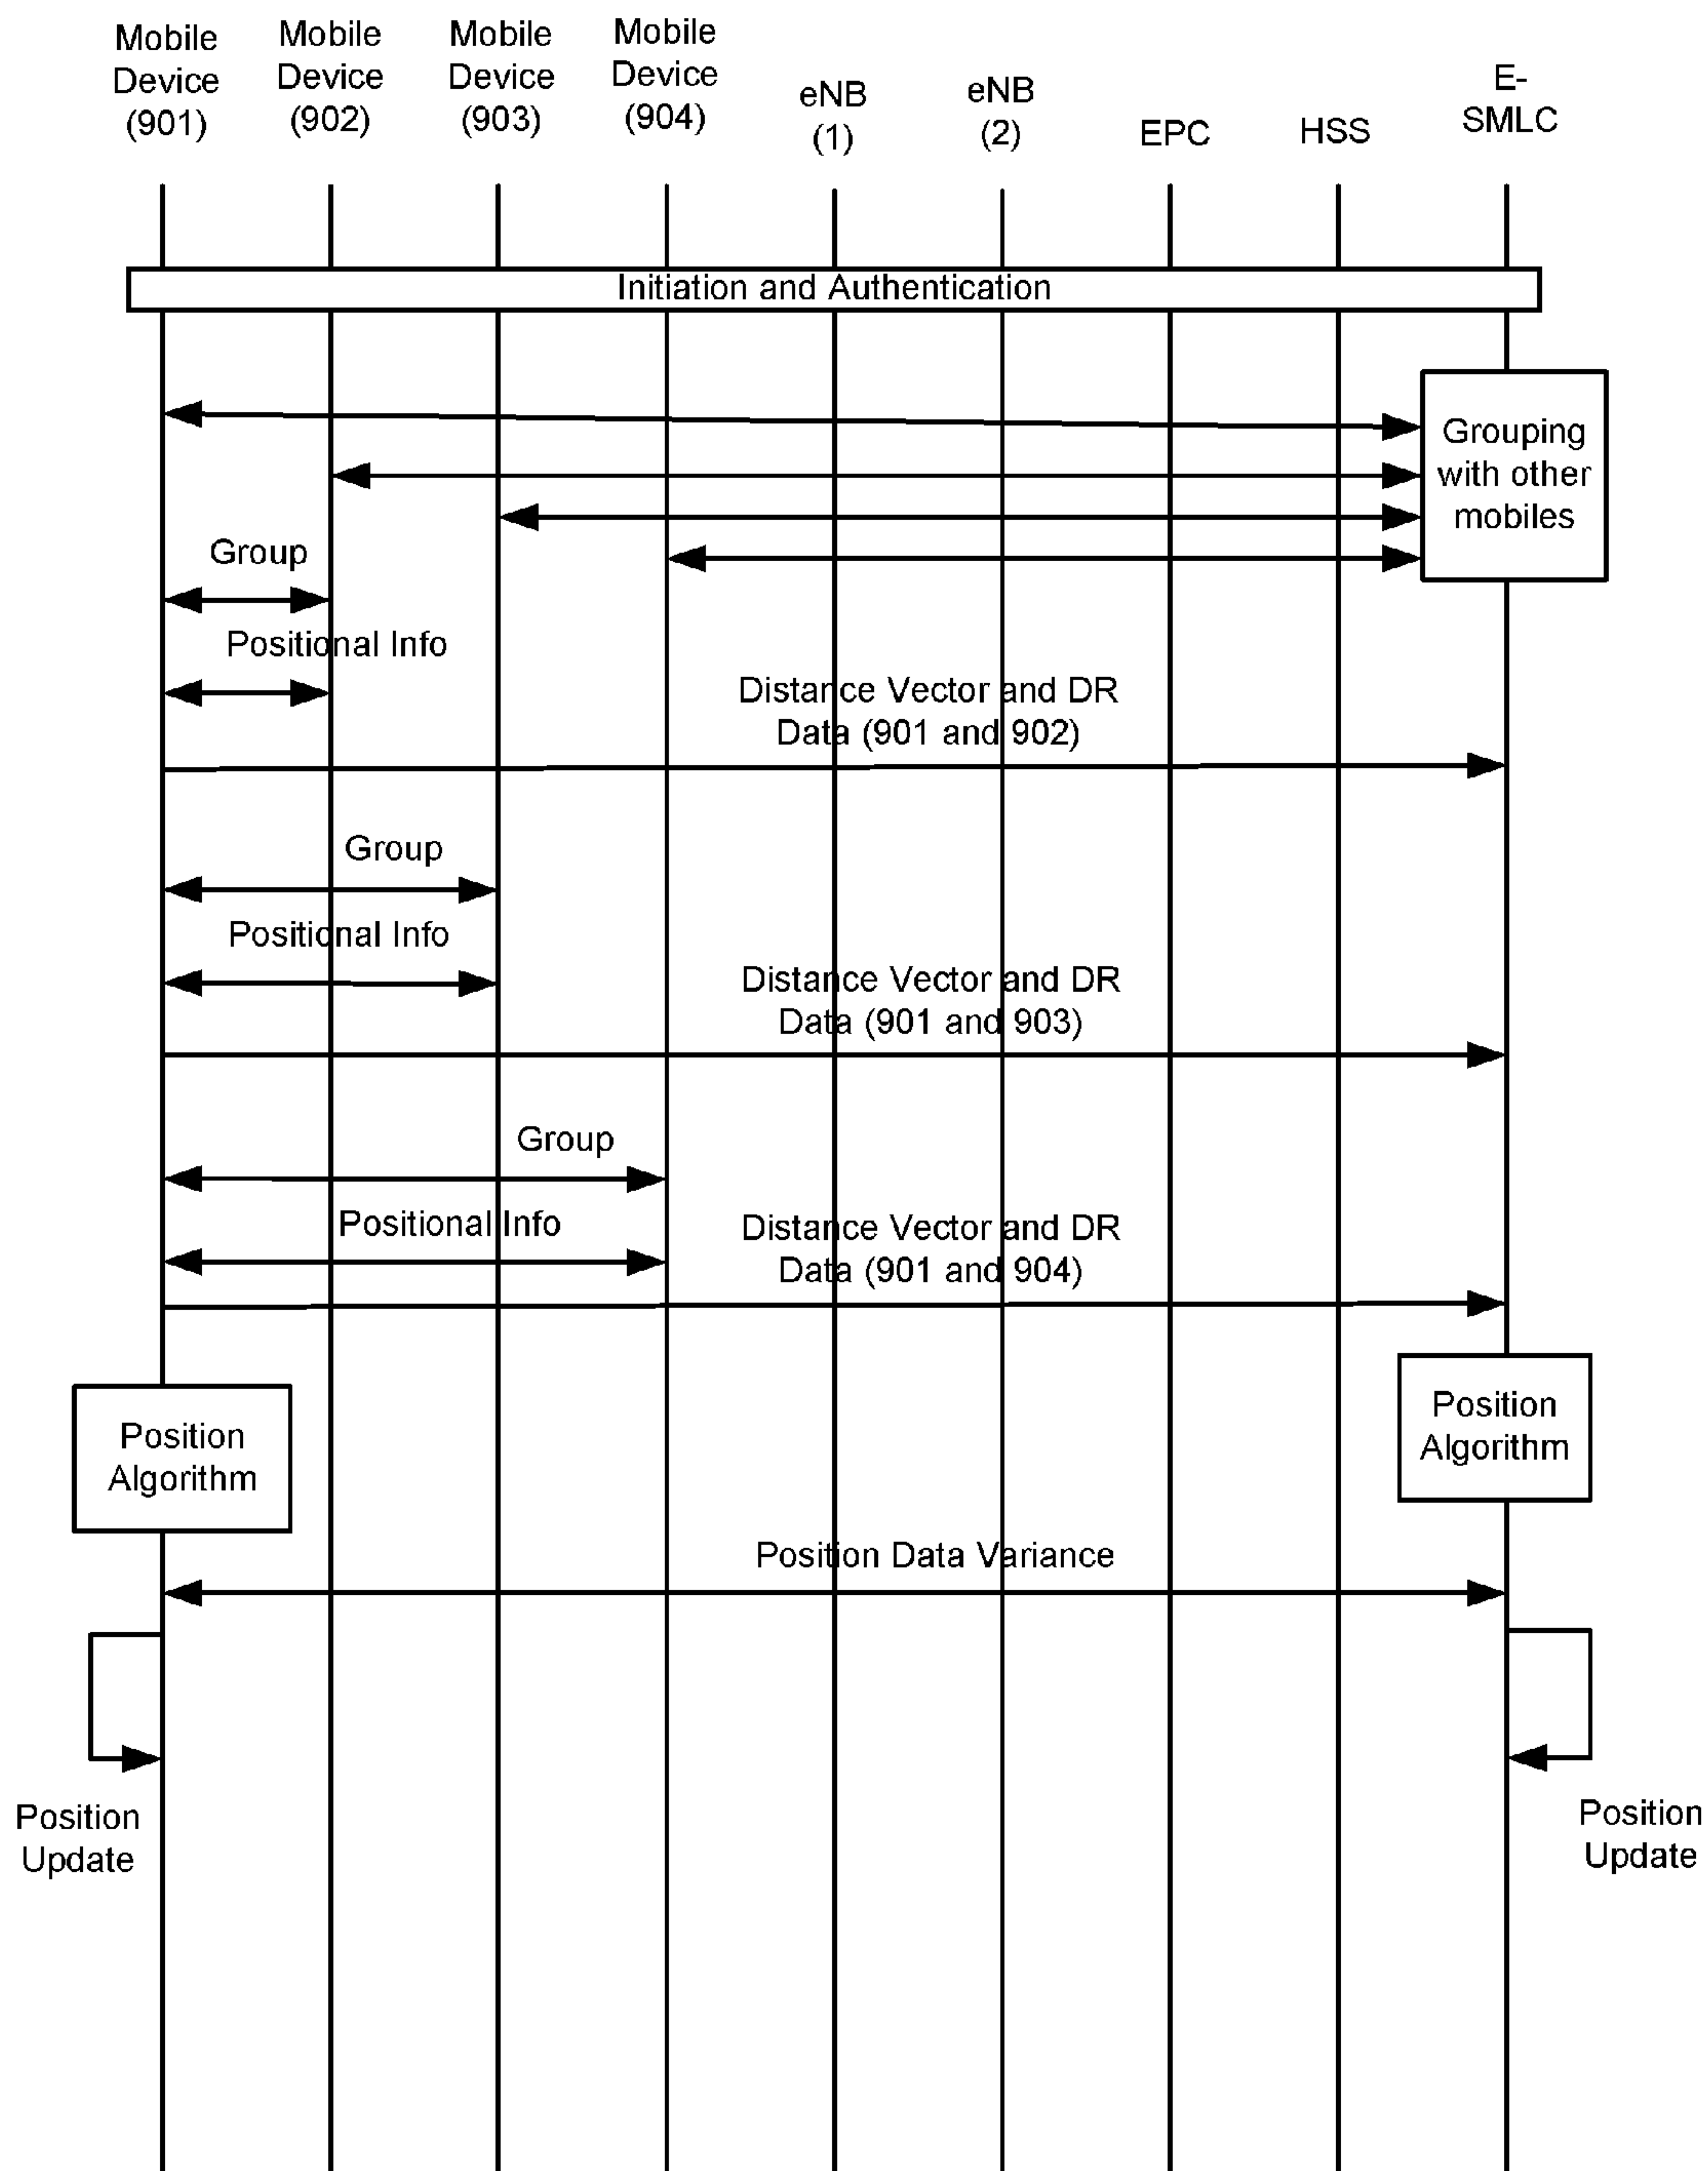 Mobile
Device
(901)
Mobile
Device
(902)
Mobile
Device
(903)
Mobile
Device
(904)
eNB
(1)
eNB
(2)
EPC
HSS
E-
SMLC
Initiation and Authentication
Grouping
with other
mobiles
Group
Positional Info
Distance Vector and DR
Data (901 and 902)
Group
Positional Info
Distance Vector and DR
Data (901 and 903)
Group
Positional Info
Distance Vector and DR
Data (901 and 904)
Position
Algorithm
Position
Algorithm
Position Data Variance
Position
Update
Position
Update